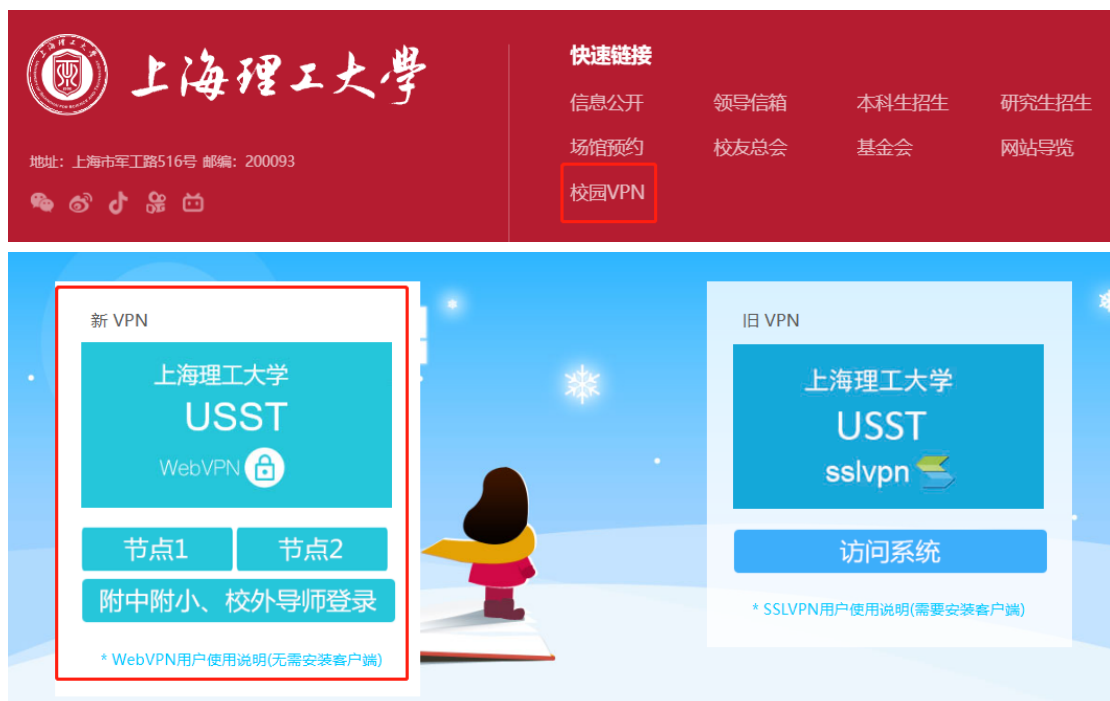 上海理工大學
地址：上海市军工路516号 邮编：200093
快速链接
信息公开 领导信箱 本科生招生 研究生招生
场馆预约 校友总会 基金会 网站导览
校园VPN
新 VPN
上海理工大学
USST
WebVPN
节点1 节点2
附中附小、校外导师登录
* WebVPN用户使用说明(无需安装客户端)
旧 VPN
上海理工大学
USST
sslvpn
访问系统
* SSLVPN用户使用说明(需要安装客户端)